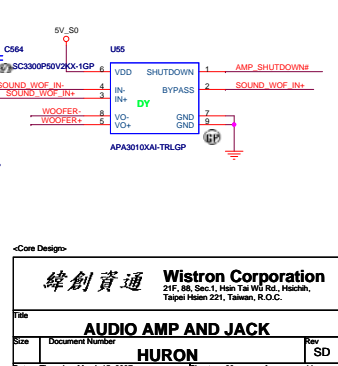 5V_S0
C564
U55
SC3300P50V2KX-1GP
6 VDD SHUTDOWN 1 AMP_SHUTDOWN#
SOUND_WOF_IN- 4 IN- BYPASS 2 SOUND_WOF_IN+
SOUND_WOF_IN+ 3 IN+
DY
WOOFER- 8 VO- GND 7
WOOFER+ 5 VO+ GND 9
GP
APA3010XAI-TRLGP
<Core Design>
緯創資通 Wistron Corporation
21F, 88, Sec.1, Hsin Tai Wu Rd., Hsichih,
Taipei Hsien 221, Taiwan, R.O.C.
Title
AUDIO AMP AND JACK
Size Document Number Rev
HURON SD